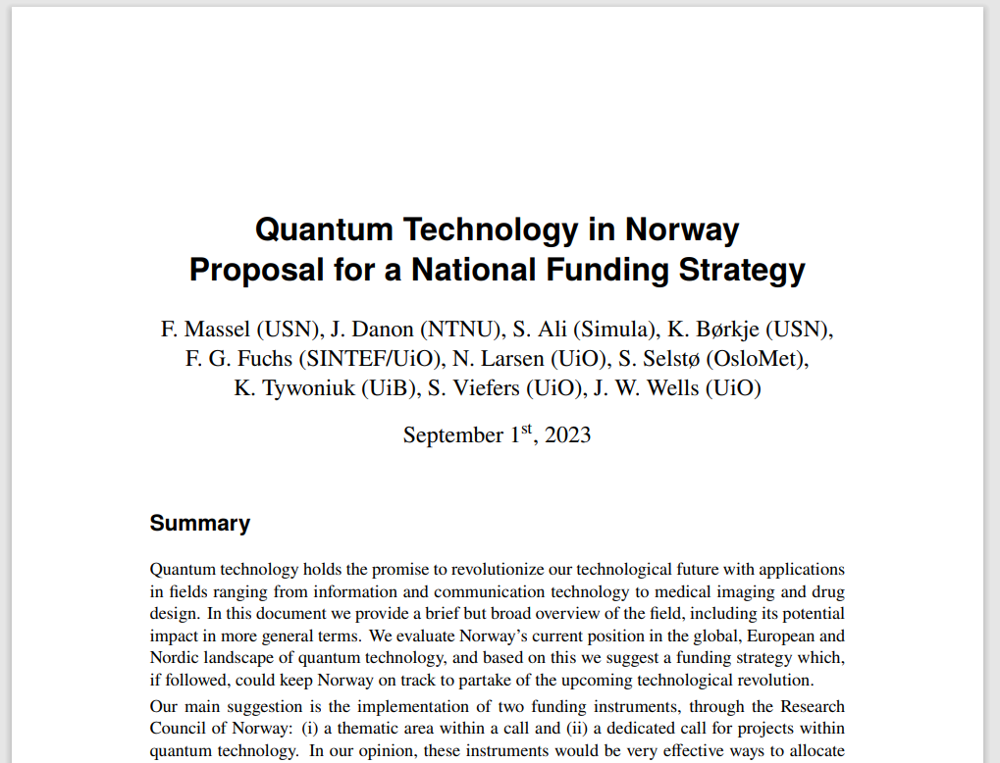 Quantum Technology in Norway
Proposal for a National Funding Strategy
F. Massel (USN), J. Danon (NTNU), S. Ali (Simula), K. Børkje (USN),
F. G. Fuchs (SINTEF/UiO), N. Larsen (UiO), S. Selstø (OsloMet),
K. Tywoniuk (UiB), S. Viefers (UiO), J. W. Wells (UiO)
September 1st, 2023
Summary
Quantum technology holds the promise to revolutionize our technological future with applications
in fields ranging from information and communication technology to medical imaging and drug
design. In this document we provide a brief but broad overview of the field, including its potential
impact in more general terms. We evaluate Norway's current position in the global, European and
Nordic landscape of quantum technology, and based on this we suggest a funding strategy which,
if followed, could keep Norway on track to partake of the upcoming technological revolution.
Our main suggestion is the implementation of two funding instruments, through the Research
Council of Norway: (i) a thematic area within a call and (ii) a dedicated call for projects within
quantum technology. In our opinion, these instruments would be very effective ways to allocate